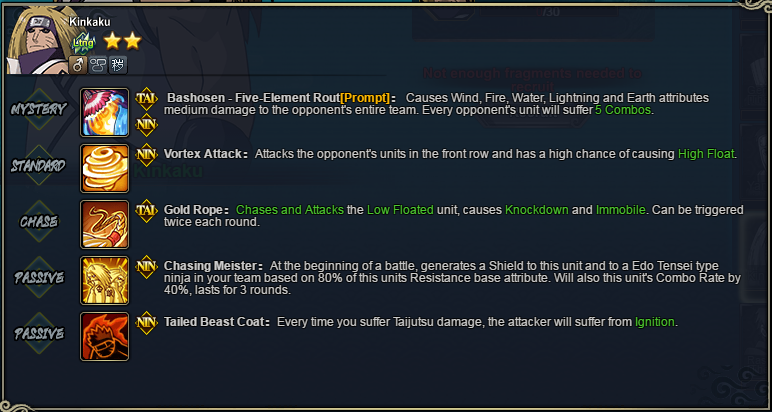 /30
Kinkaku
Ltng
Not enough fragments needed to
MYSTERY
TAI
NIN
Bashosen - Five-Element Rout[Prompt]： Causes Wind, Fire, Water, Lightning and Earth attributes
medium damage to the opponent's entire team. Every opponent's unit will suffer 5 Combos.
STANDARD
NIN
Vortex Attack：Attacks the opponent's units in the front row and has a high chance of causing High Float.
Kinkaku
CHASE
TAI
Gold Rope：Chases and Attacks the Low Floated unit, causes Knockdown and Immobile. Can be triggered
twice each round.
PASSIVE
NIN
Chasing Meister：At the beginning of a battle, generates a Shield to this unit and to a Edo Tensei type
ninja in your team based on 80% of this units Resistance base attribute. Will also this unit's Combo Rate by
40%, lasts for 3 rounds.
PASSIVE
NIN
Tailed Beast Coat：Every time you suffer Taijutsu damage, the attacker will suffer from Ignition.